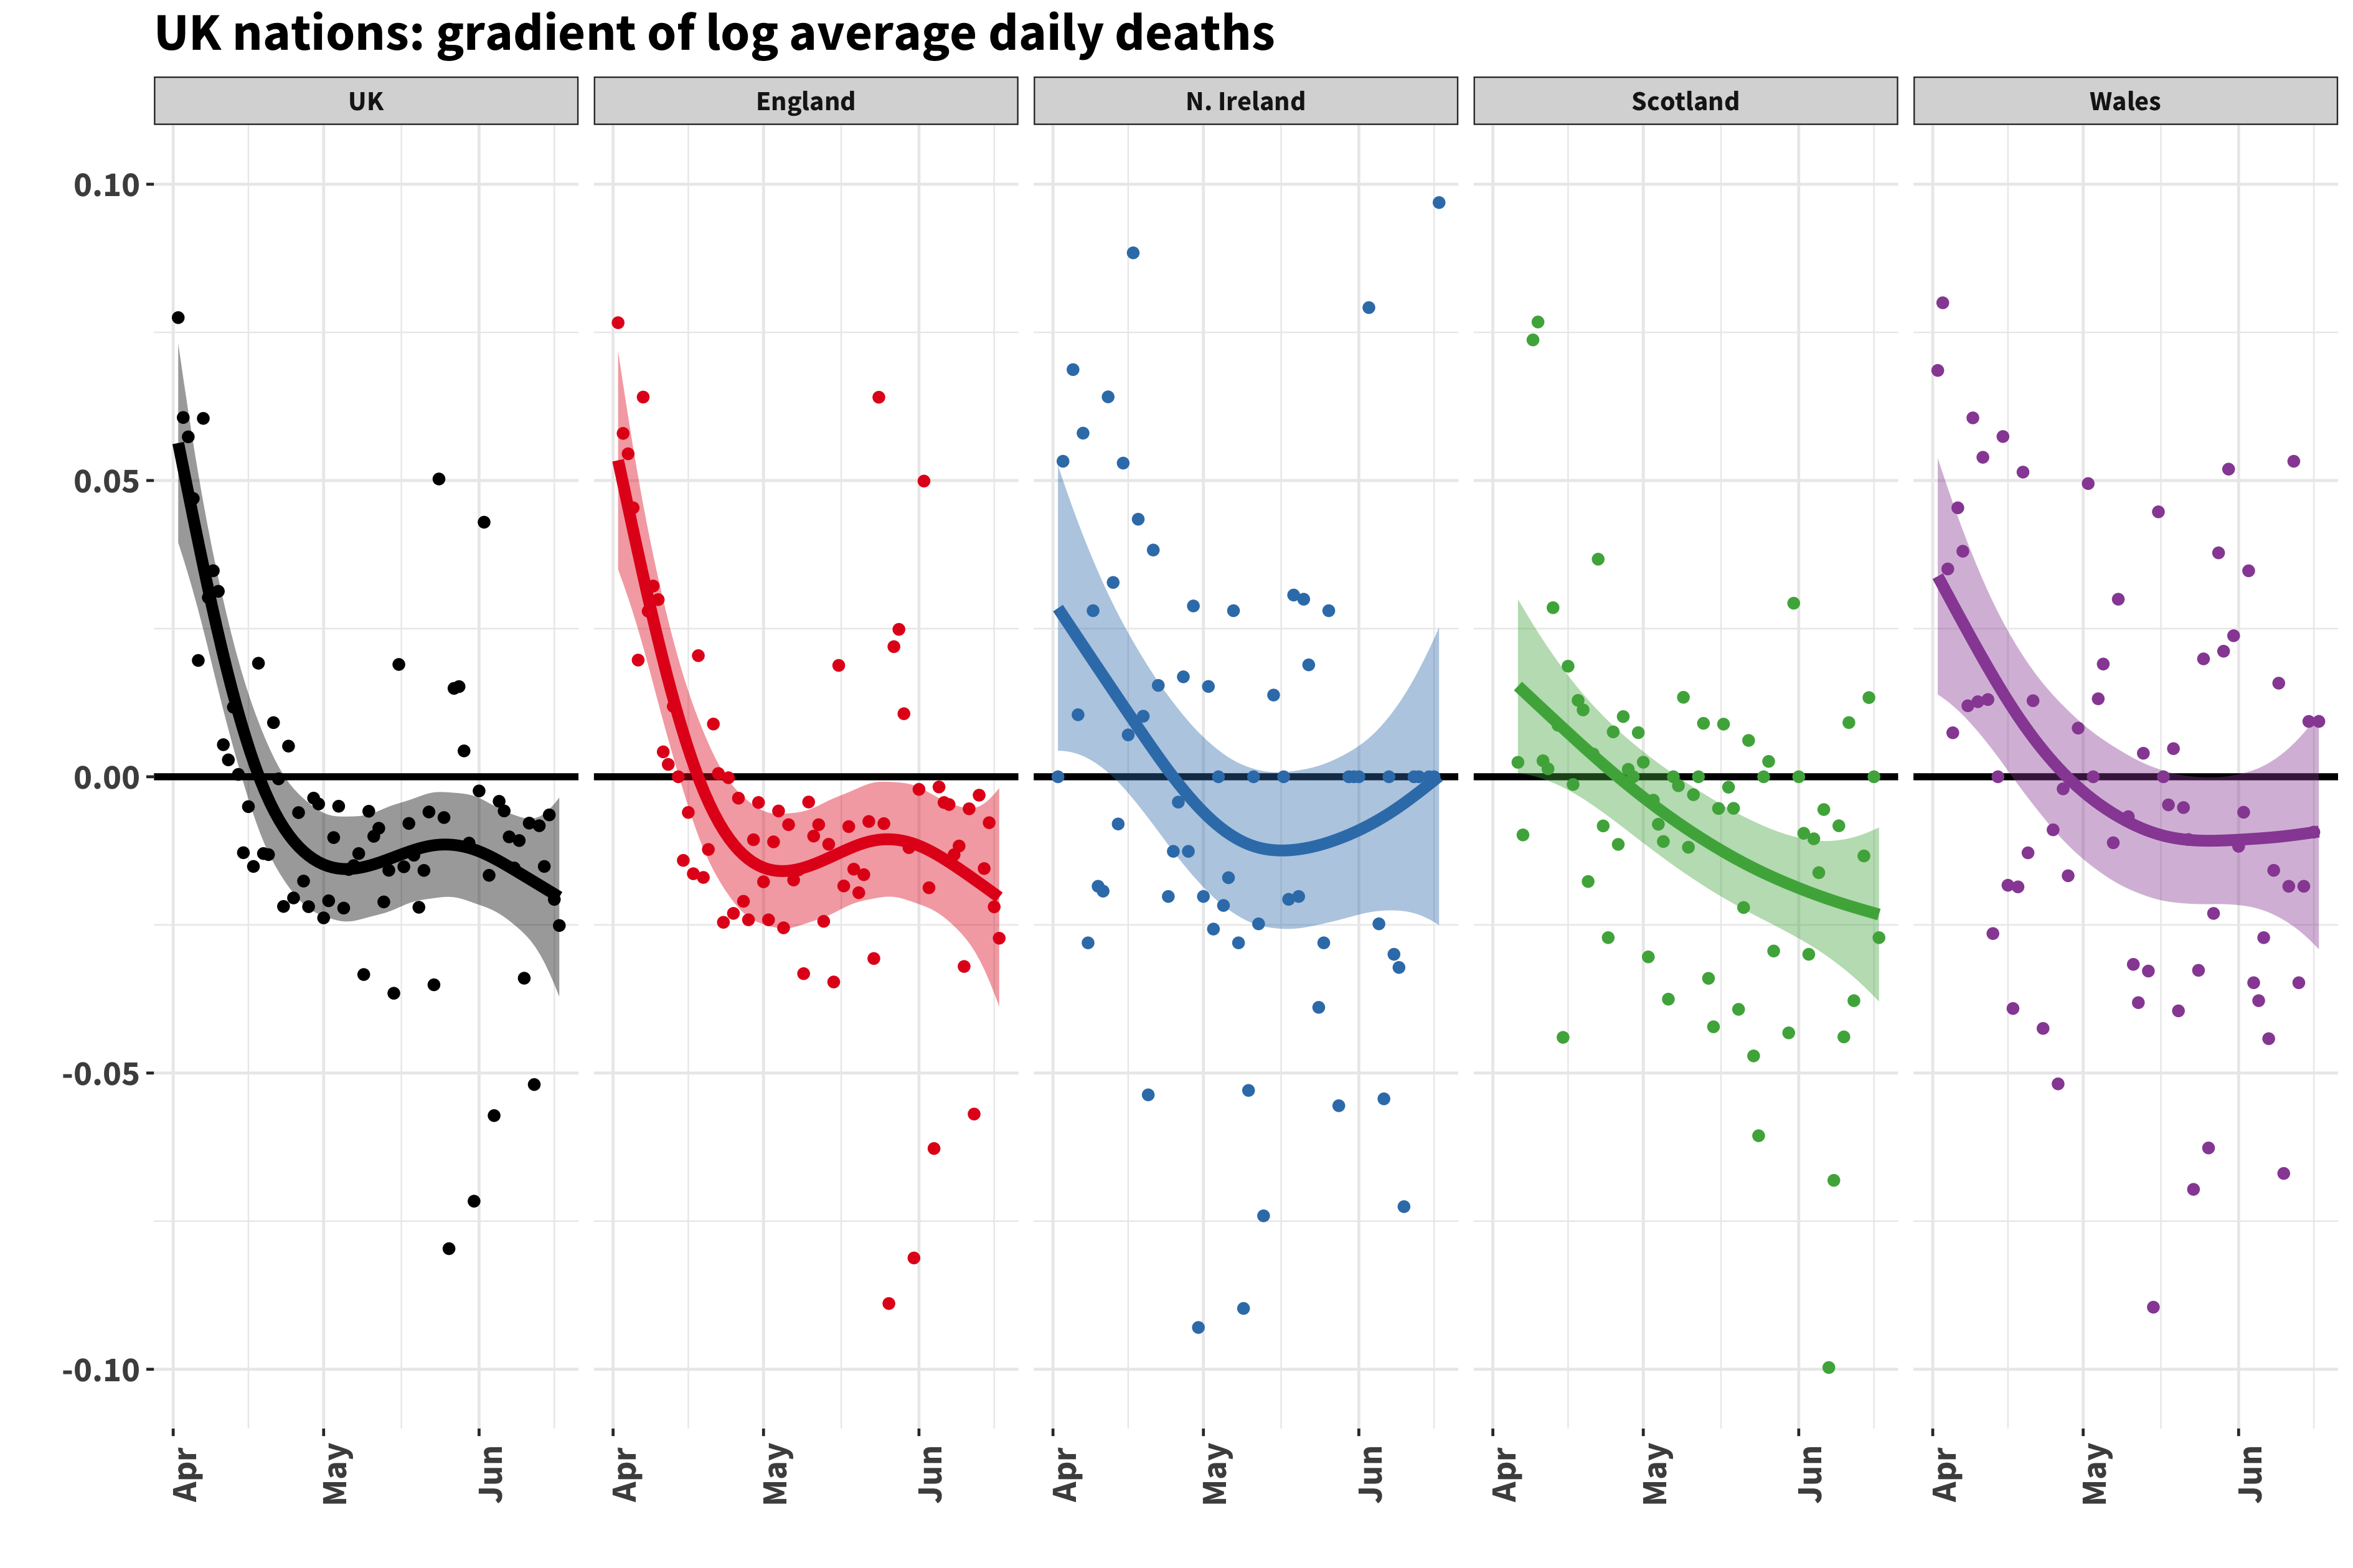 UK nations: gradient of log average daily deaths
UK England N. Ireland Scotland Wales
0.10
0.05
0.00
-0.05
-0.10
Apr May Jun Apr May Jun Apr May Jun Apr May Jun Apr May Jun